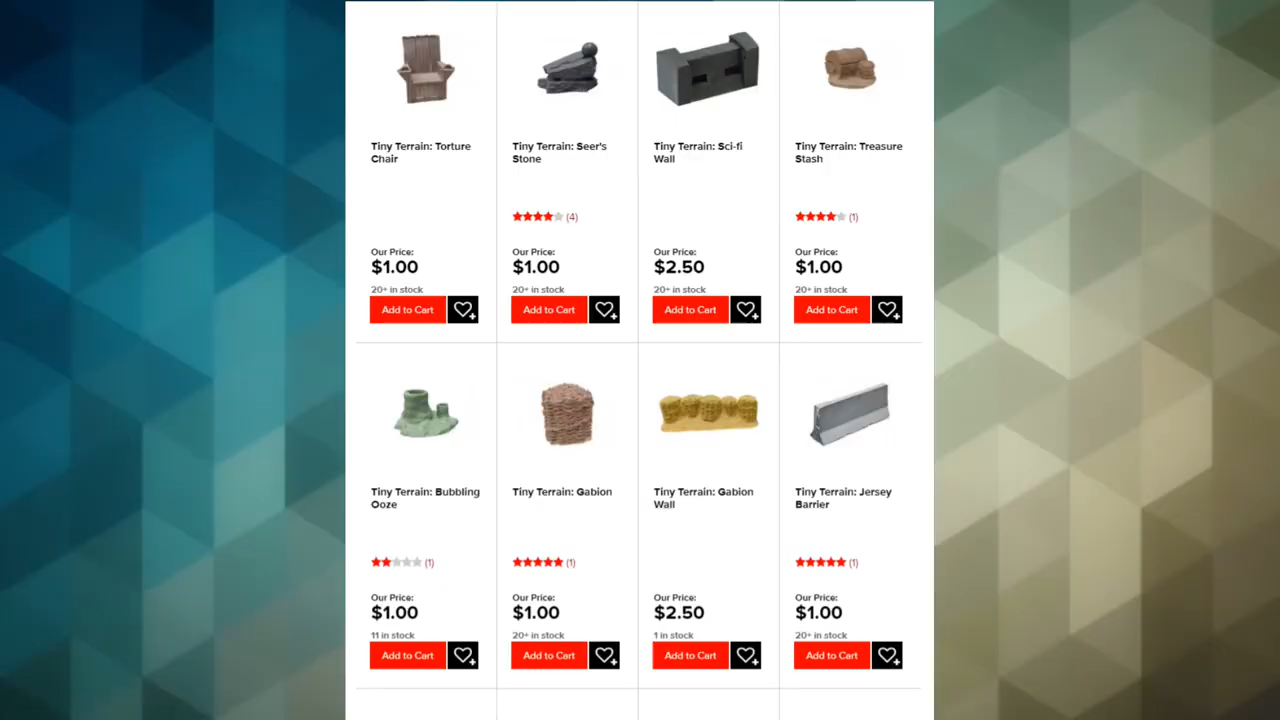 Tiny Terrain: Torture
Chair
Our Price:
$1.00
20+ in stock
Add to Cart
Tiny Terrain: Seer's
Stone
(4)
Our Price:
$1.00
20+ in stock
Add to Cart
Tiny Terrain: Sci-fi
Wall
Our Price:
$2.50
20+ in stock
Add to Cart
Tiny Terrain: Treasure
Stash
(1)
Our Price:
$1.00
20+ in stock
Add to Cart
Tiny Terrain: Bubbling
Ooze
(1)
Our Price:
$1.00
11 in stock
Add to Cart
Tiny Terrain: Gabion
(1)
Our Price:
$1.00
20+ in stock
Add to Cart
Tiny Terrain: Gabion
Wall
Our Price:
$2.50
1 in stock
Add to Cart
Tiny Terrain: Jersey
Barrier
(1)
Our Price:
$1.00
20+ in stock
Add to Cart